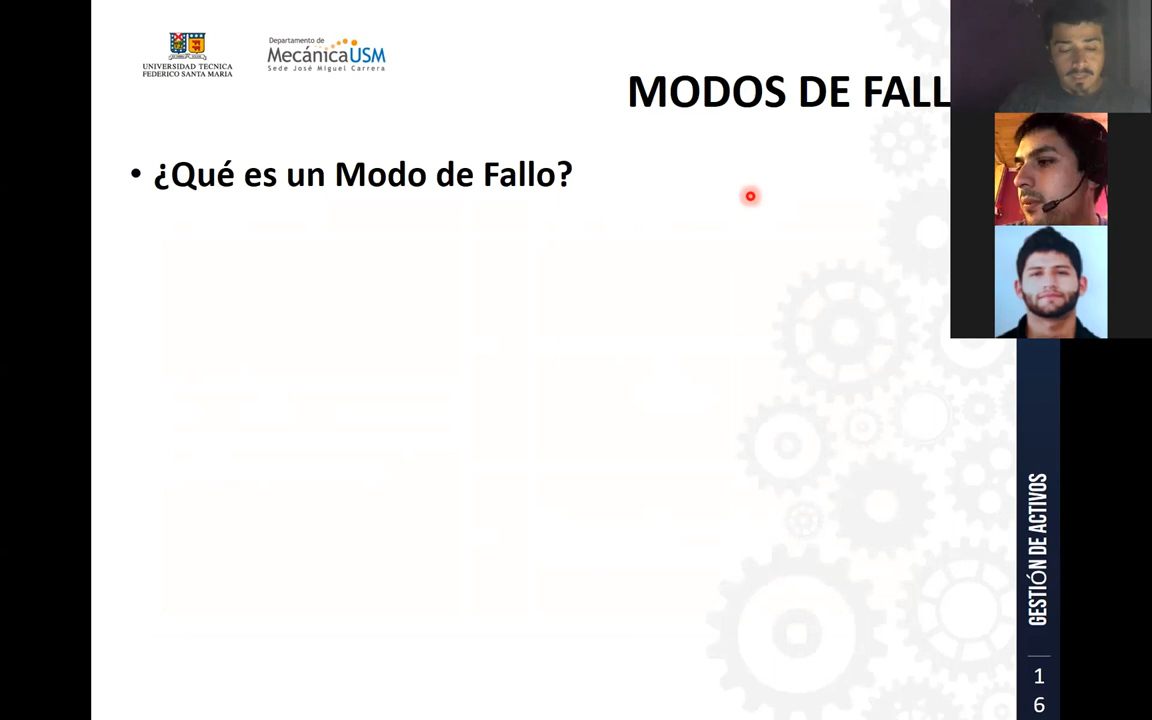 UNIVERSIDAD TECNICA
FEDERICO SANTA MARIA
Departamento de
MecánicaUSM
Sede José Miguel Carrera
MODOS DE FALL
• ¿Qué es un Modo de Fallo?
GESTIÓN DE ACTIVOS
1
6